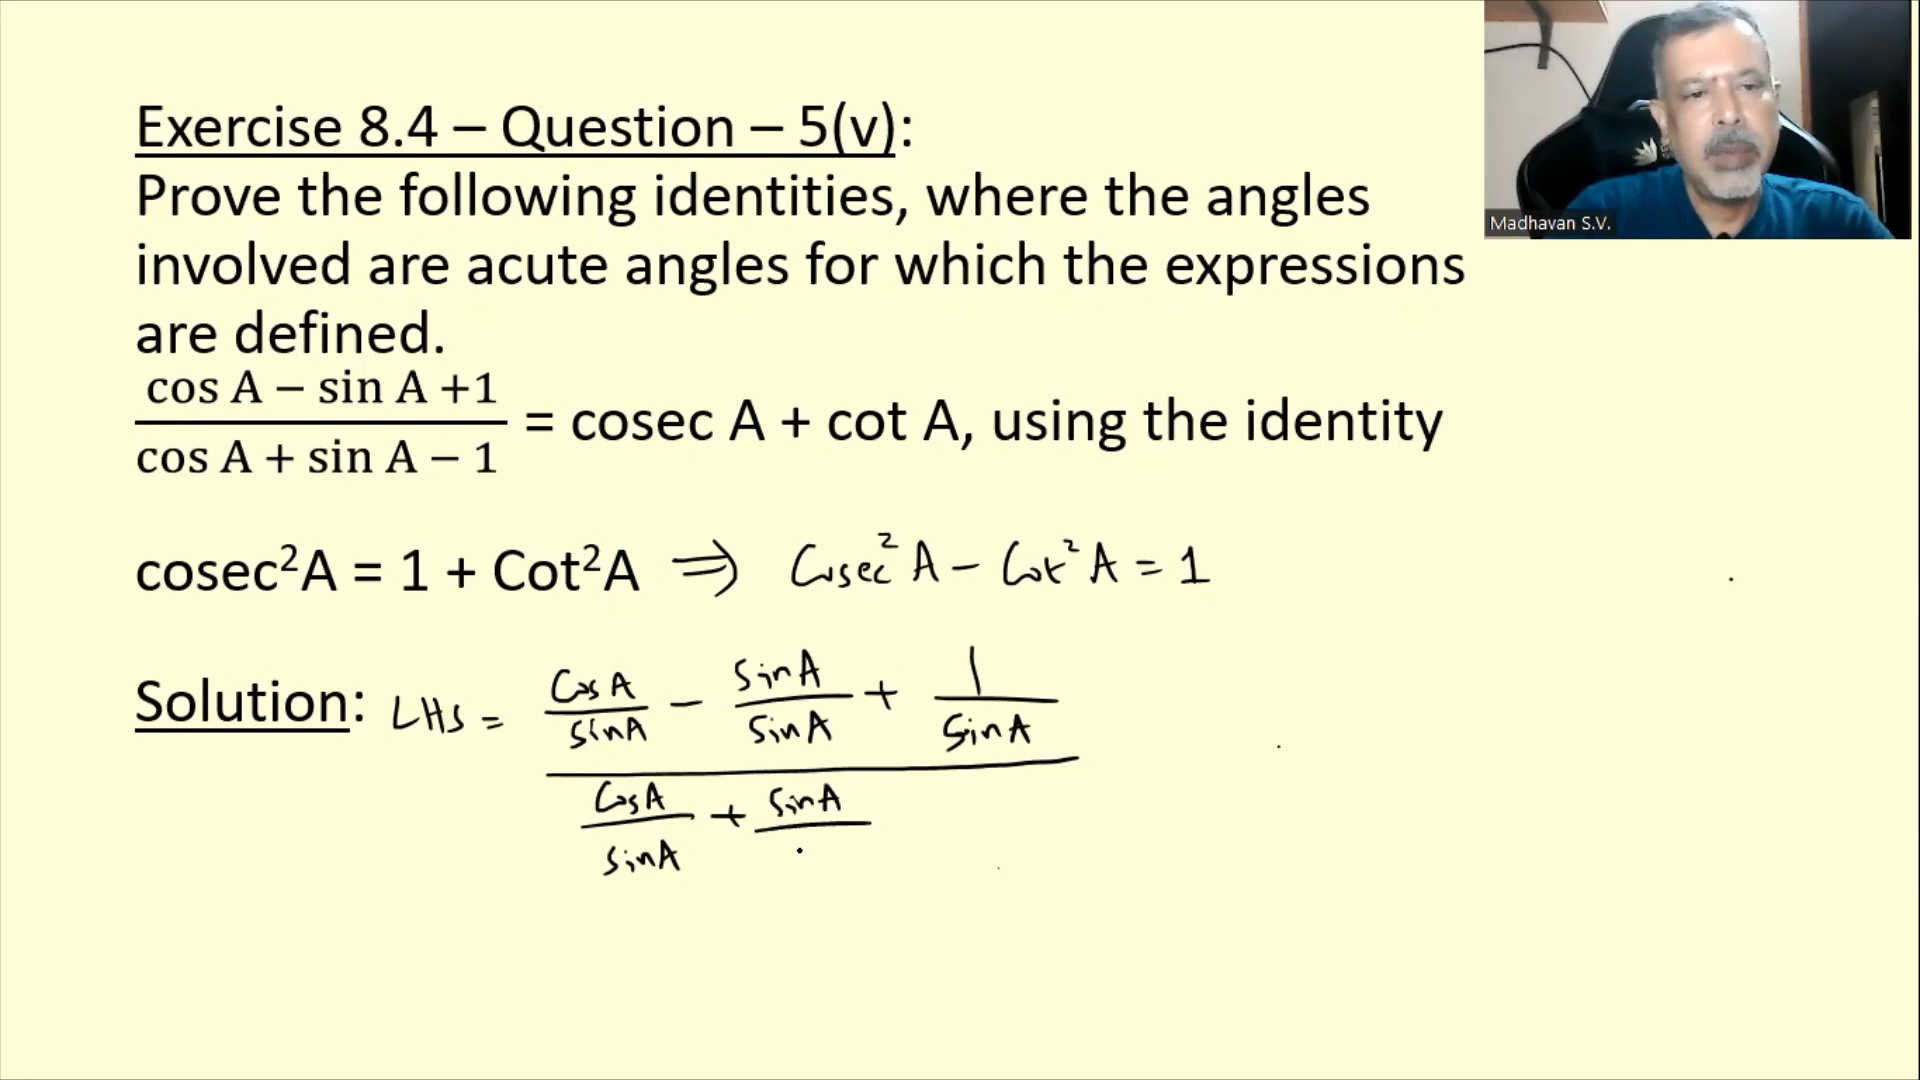 Exercise 8.4 – Question – 5(v):
Prove the following identities, where the angles
involved are acute angles for which the expressions
are defined.
cos A − sin A +1
cos A + sin A − 1
= cosec A + cot A, using the identity
cosec²A = 1 + Cot²A ⇒ Cosec²A − Cot²A = 1
Solution: LHS =
CosA/sinA − SinA/SinA + 1/SinA
CosA/sinA + SinA/
Madhavan S.V.